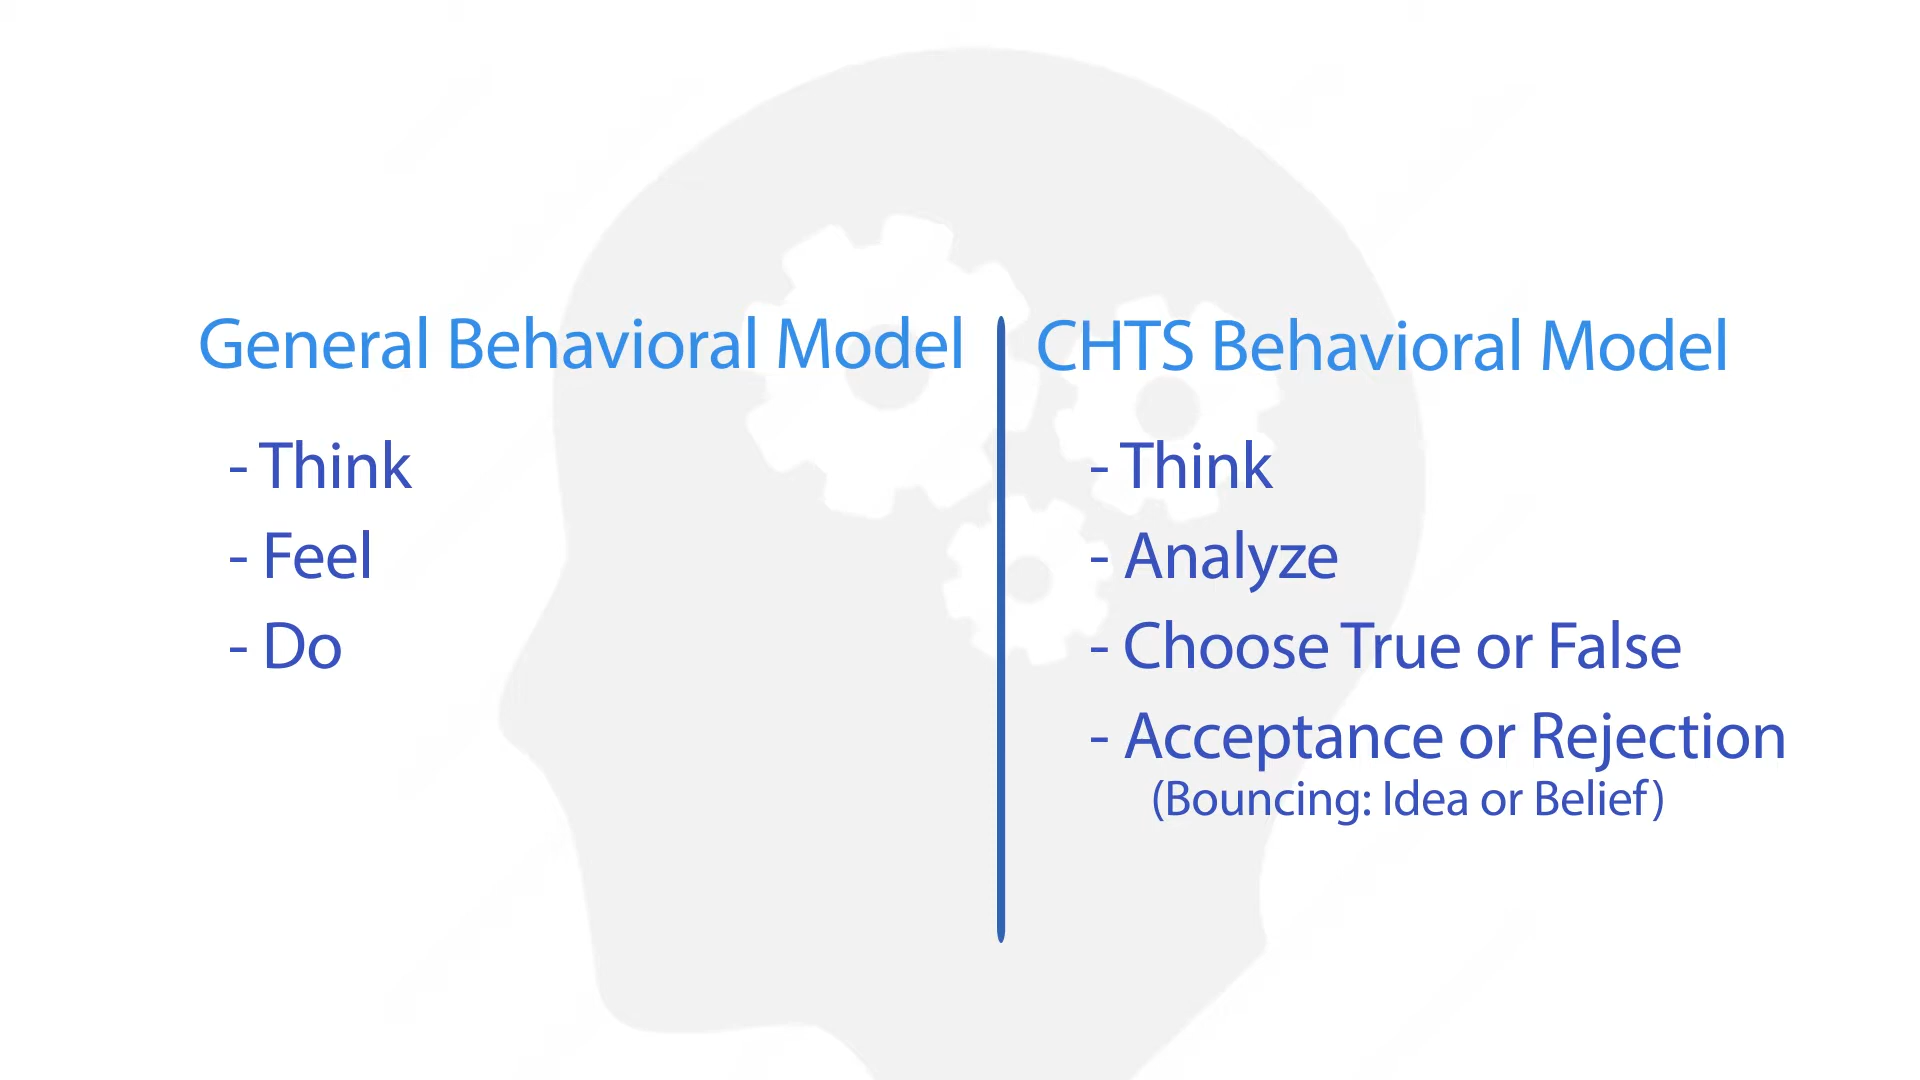 General Behavioral Model
- Think
- Feel
- Do
CHTS Behavioral Model
- Think
- Analyze
- Choose True or False
- Acceptance or Rejection
(Bouncing: Idea or Belief)